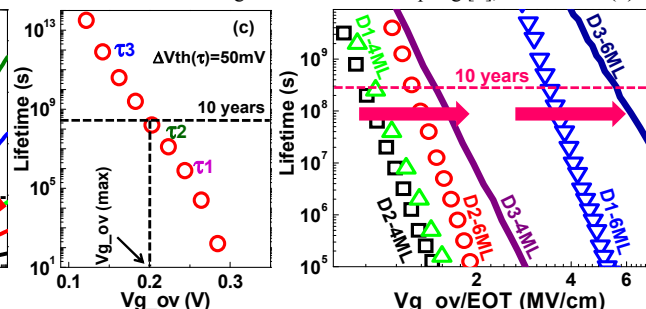 10¹³
10⁹
10⁵
10¹
Lifetime (s)
(c)
τ3
ΔVth(τ)=50mV
10 years
τ2
τ1
Vg_ov (max)
0.1
0.2
0.3
Vg_ov (V)
10⁹
10⁸
10⁷
10⁶
10⁵
Lifetime (s)
D1-4ML
D3-6ML
10 years
D2-4ML
D2-6ML
D3-4ML
D1-6ML
2
4
6
Vg_ov/EOT (MV/cm)